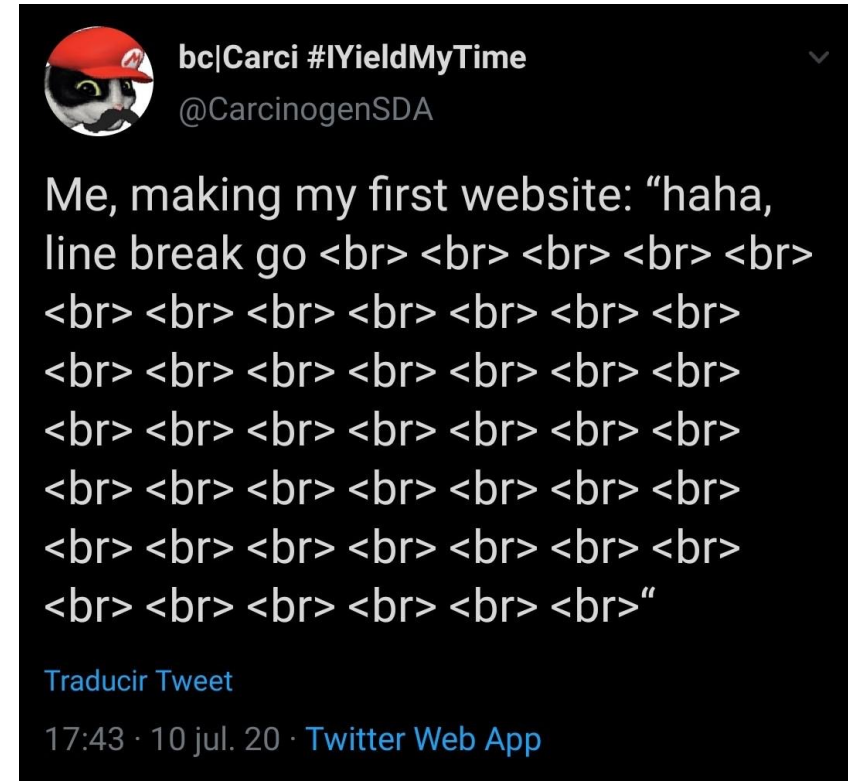 bc|Carci #IYieldMyTime
@CarcinogenSDA
Me, making my first website: “haha,
line break go <br> <br> <br> <br> <br>
<br> <br> <br> <br> <br> <br> <br>
<br> <br> <br> <br> <br> <br> <br>
<br> <br> <br> <br> <br> <br> <br>
<br> <br> <br> <br> <br> <br> <br>
<br> <br> <br> <br> <br> <br> <br>
<br> <br> <br> <br> <br> <br>“
Traducir Tweet
17:43 · 10 jul. 20 · Twitter Web App